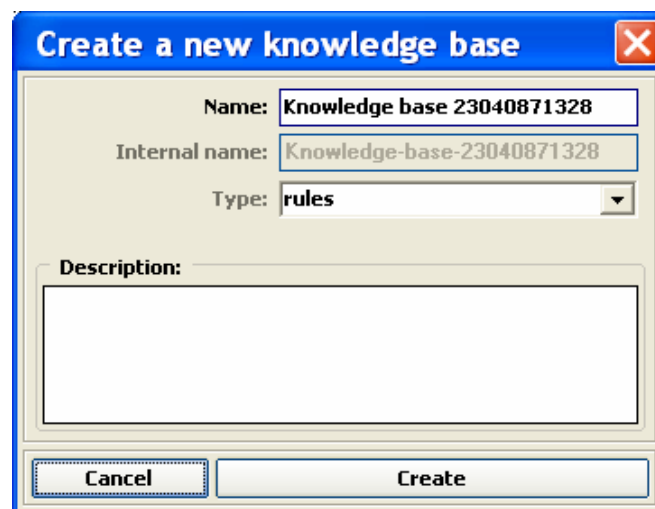 Create a new knowledge base
Name: Knowledge base 23040871328
Internal name: Knowledge-base-23040871328
Type: rules
Description:
Cancel Create